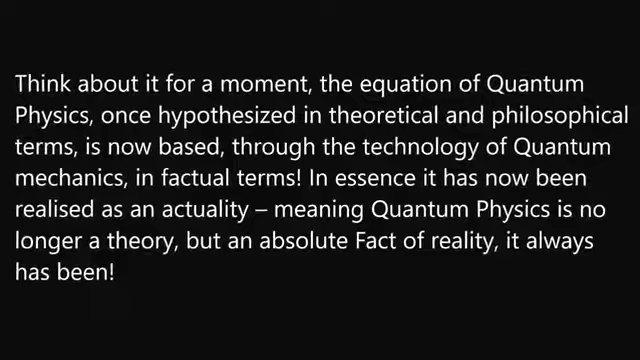 Think about it for a moment, the equation of Quantum
Physics, once hypothesized in theoretical and philosophical
terms, is now based, through the technology of Quantum
mechanics, in factual terms! In essence it has now been
realised as an actuality – meaning Quantum Physics is no
longer a theory, but an absolute Fact of reality, it always
has been!